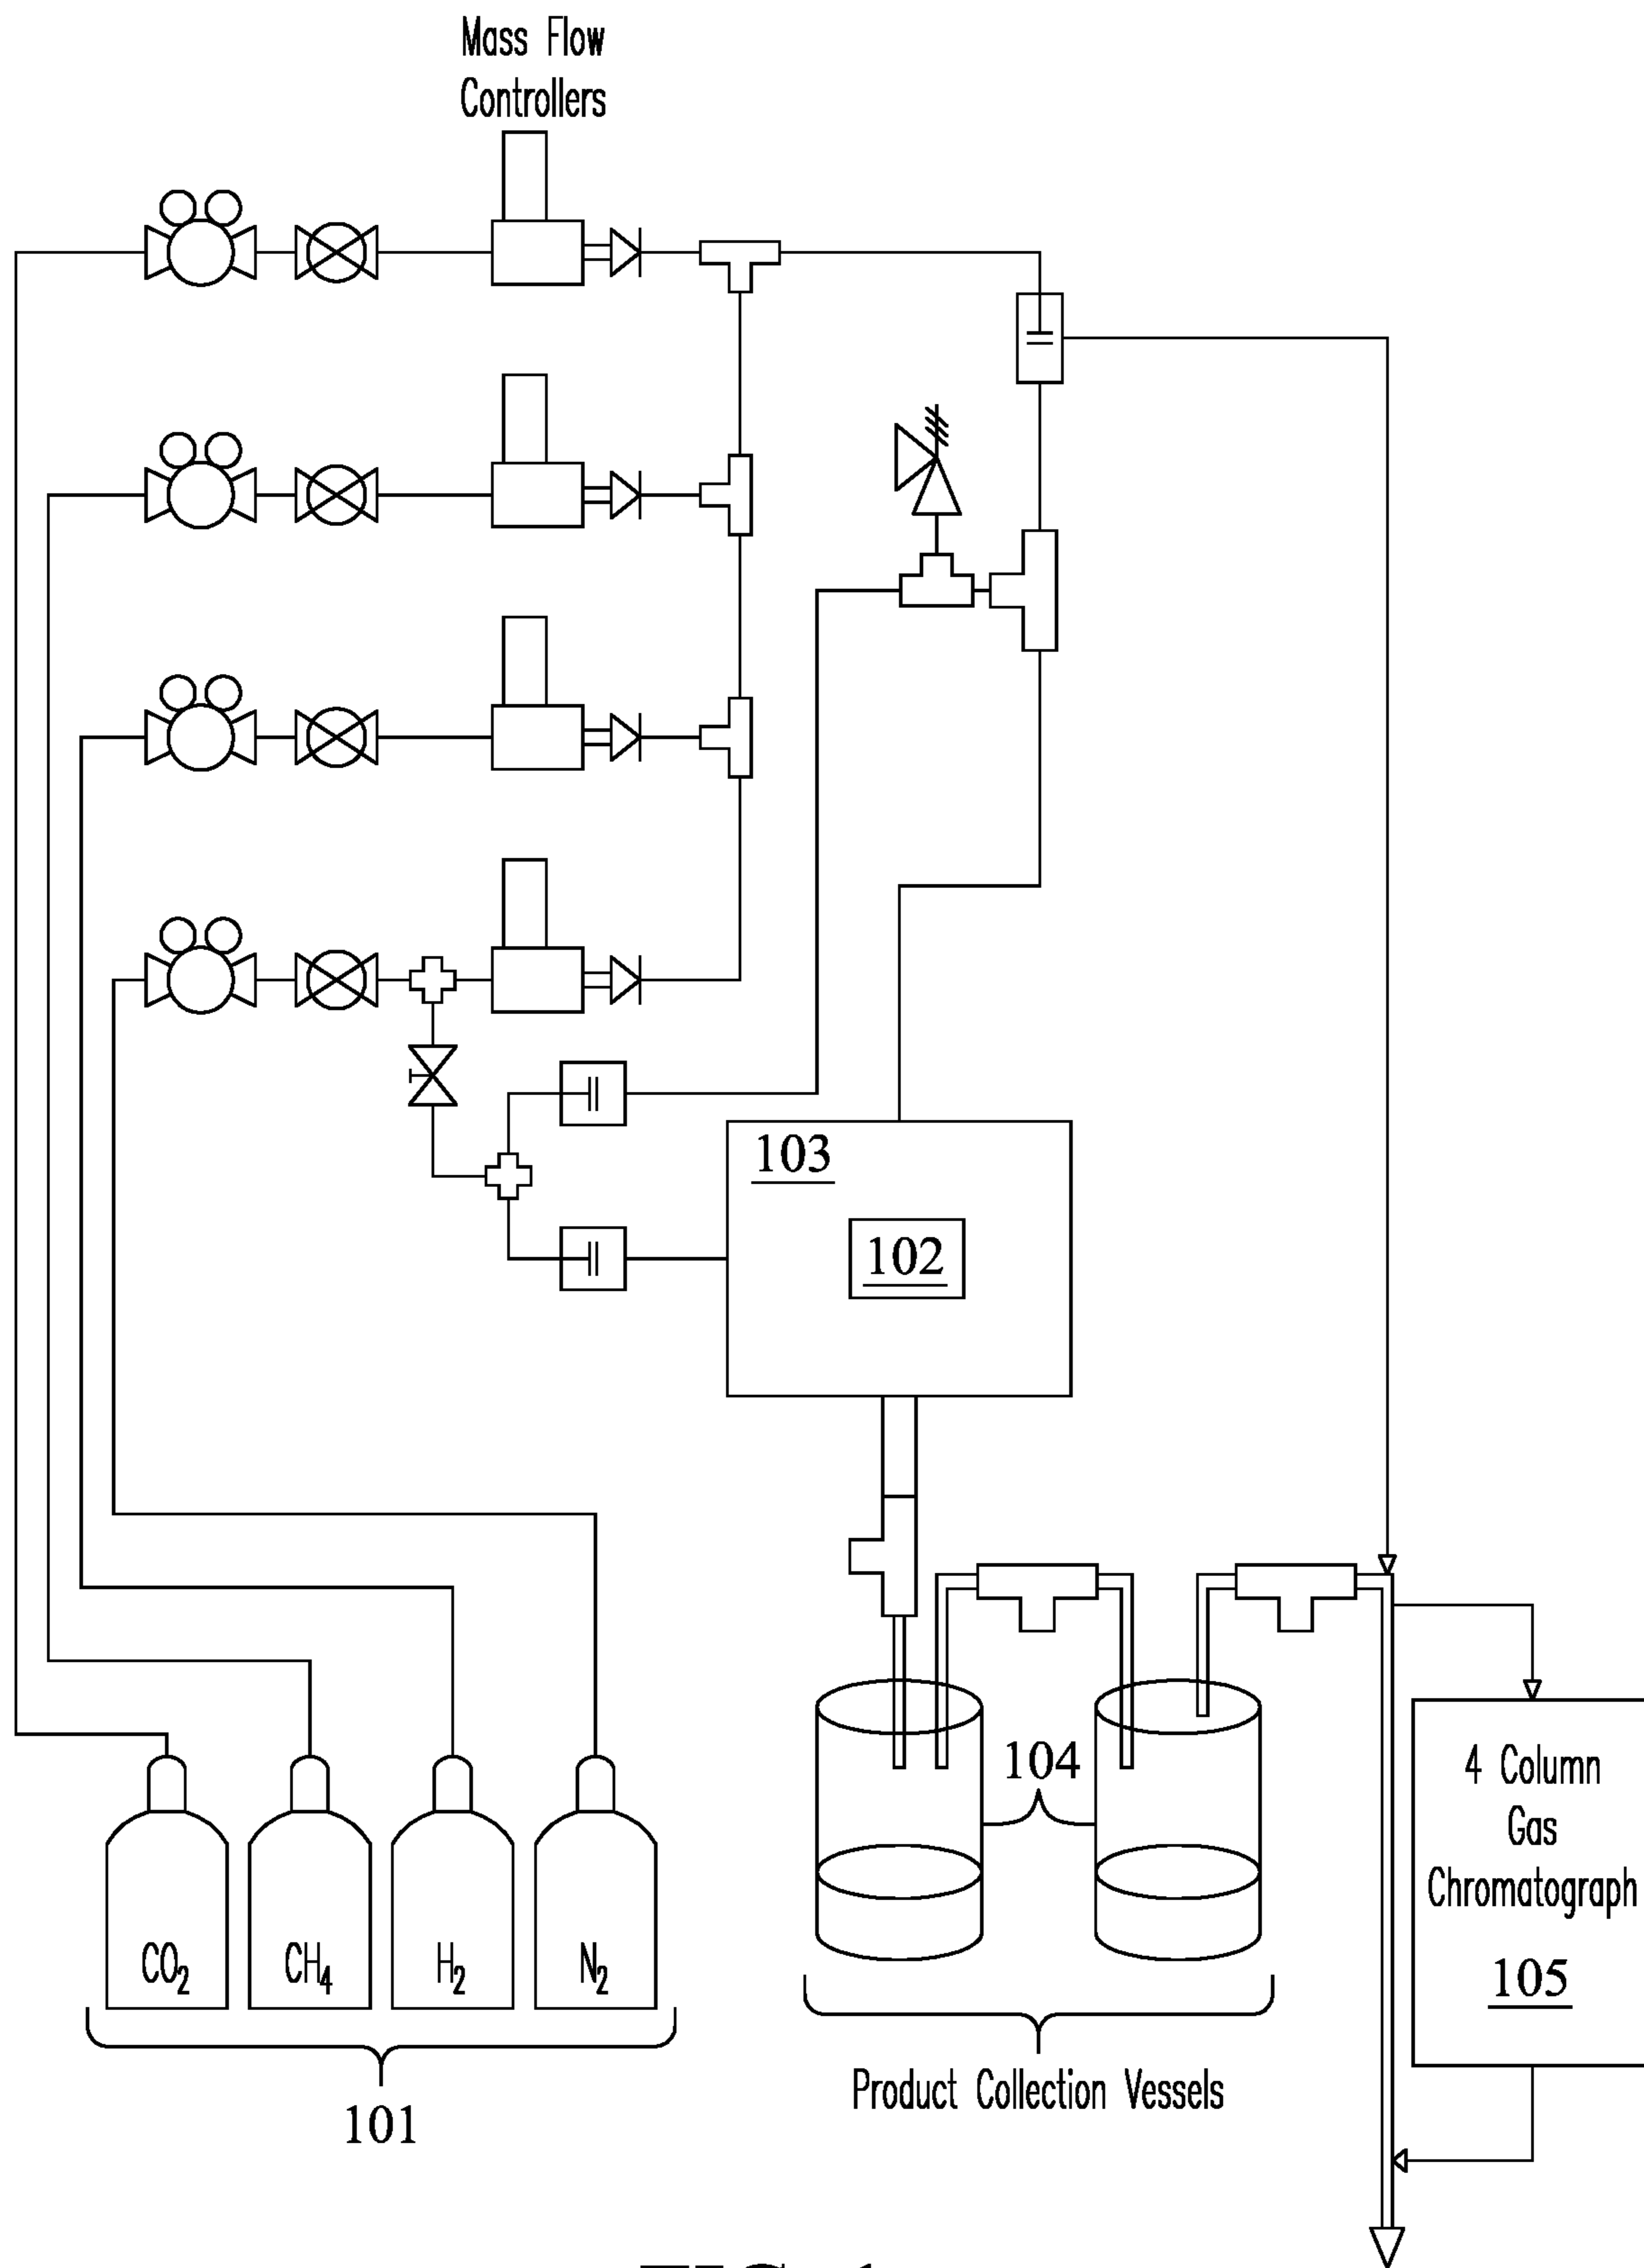 Mass Flow
Controllers
103
102
104
4 Column
Gas
Chromatograph
105
CO₂
CH₄
H₂
N₂
Product Collection Vessels
101